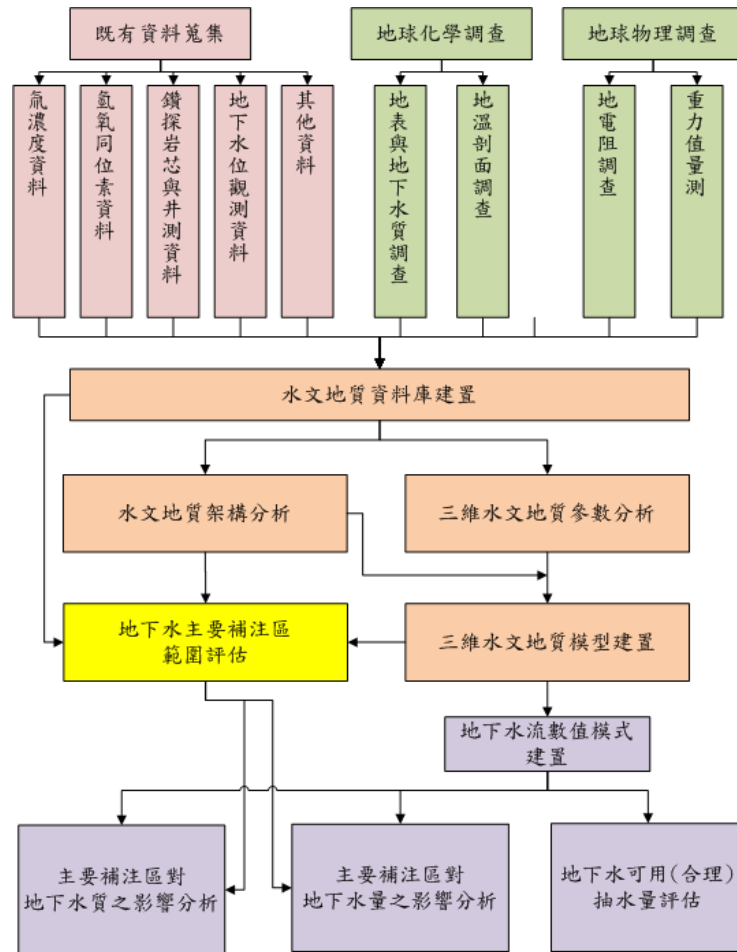 既有資料蒐集
地球化學調查
地球物理調查
氚濃度資料
氫氧同位素資料
鑽探岩芯與井測資料
地下水位觀測資料
其他資料
地表與地下水質調查
地溫剖面調查
地電阻調查
重力值量測
水文地質資料庫建置
水文地質架構分析
三維水文地質參數分析
地下水主要補注區
範圍評估
三維水文地質模型建置
地下水流數值模式
建置
主要補注區對
地下水質之影響分析
主要補注區對
地下水量之影響分析
地下水可用(合理)
抽水量評估